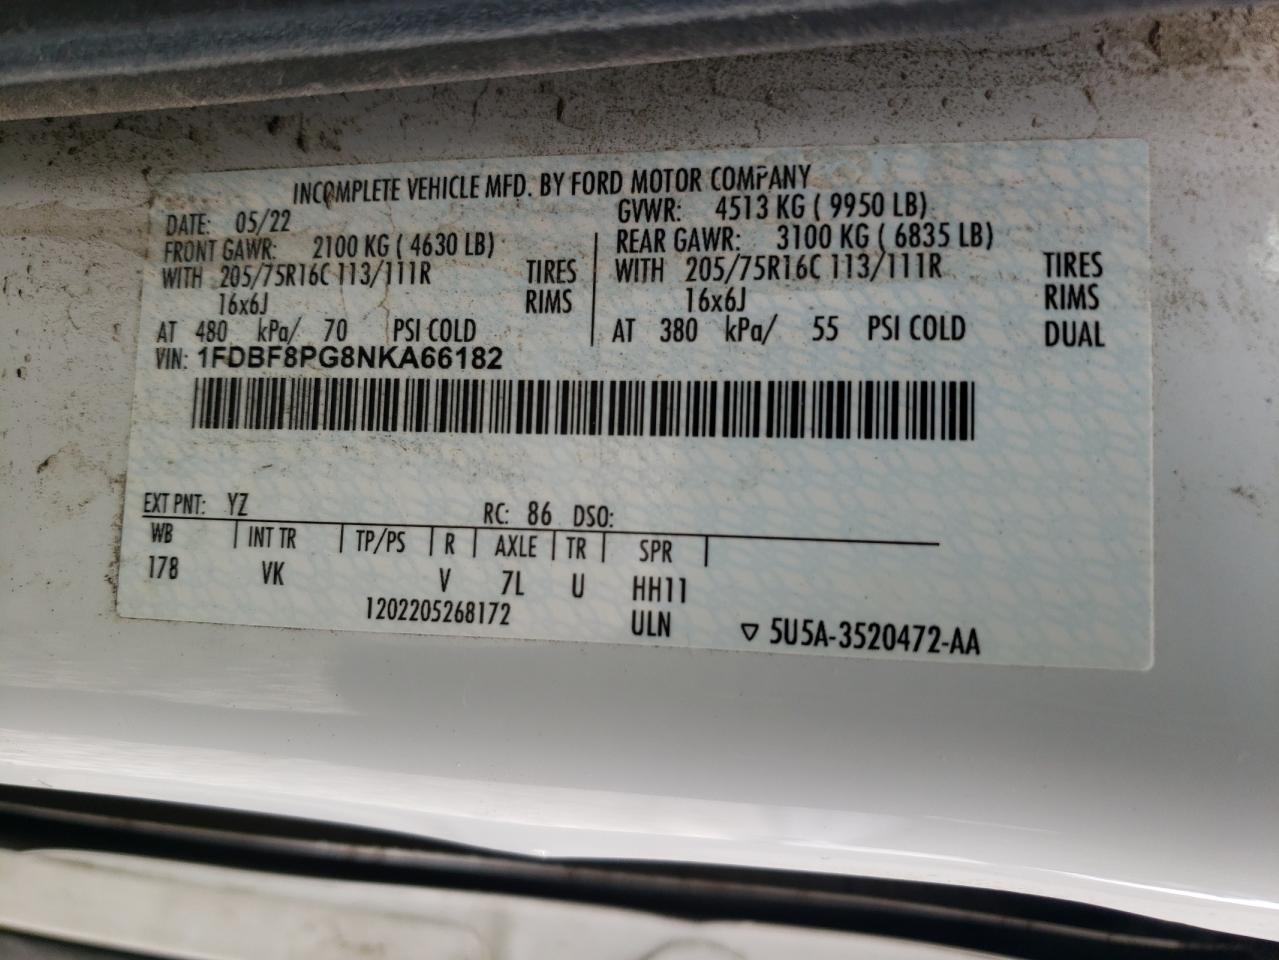 INCOMPLETE VEHICLE MFD. BY FORD MOTOR COMPANY
DATE: 05/22 GVWR: 4513 KG ( 9950 LB)
FRONT GAWR: 2100 KG ( 4630 LB) REAR GAWR: 3100 KG ( 6835 LB)
WITH 205/75R16C 113/111R TIRES WITH 205/75R16C 113/111R TIRES
16x6J RIMS 16x6J RIMS
AT 480 kPa/ 70 PSI COLD AT 380 kPa/ 55 PSI COLD DUAL
VIN: 1FDBF8PG8NKA66182
EXT PNT: YZ RC: 86 DSO:
WB INT TR TP/PS R AXLE TR SPR
178 VK V 7L U HH11
1202205268172 ULN ▽ 5U5A-3520472-AA